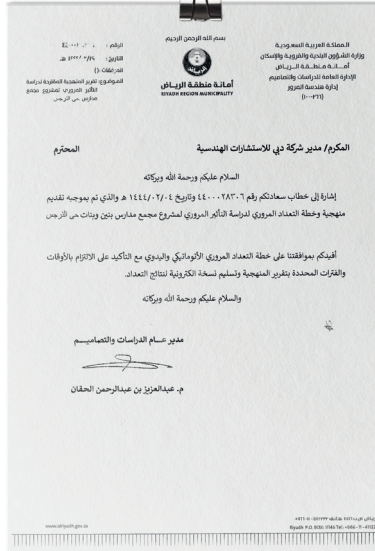 بسم الله الرحمن الرحيم
المملكة العربية السعودية
وزارة الشؤون البلدية والقروية والإسكان
أمانة منطقة الرياض
الإدارة العامة للدراسات والتصاميم
إدارة هندسة المرور
أمانة منطقة الرياض
RIYADH REGION MUNICIPALITY
الرقم :
التاريخ :
المرفقات : ()
الموضوع: تقرير المنهجية المقترحة لدراسة
التأثير المروري لمشروع مجمع
مدارس حي النرجس
المكرم/ مدير شركة دبي للاستشارات الهندسية المحترم
السلام عليكم ورحمة الله وبركاته
إشارة إلى خطاب سعادتكم رقم ٤٤٠٠٠٢٨٣٠٦ وتاريخ ١٤٤٤/٠٢/٠٤ه والذي تم بموجبه تقديم
منهجية وخطة التعداد المروري لدراسة التأثير المروري لمشروع مجمع مدارس بنين وبنات حي النرجس
أفيدكم بموافقتنا على خطة التعداد المروري الأتوماتيكي واليدوي مع التأكيد على الالتزام بالأوقات
والفترات المحددة بتقرير المنهجية وتسليم نسخة الكترونية لنتائج التعداد.
والسلام عليكم ورحمة الله وبركاته
مدير عام الدراسات والتصاميم
م. عبدالعزيز بن عبدالرحمن الحقان
www.alriyadh.gov.sa